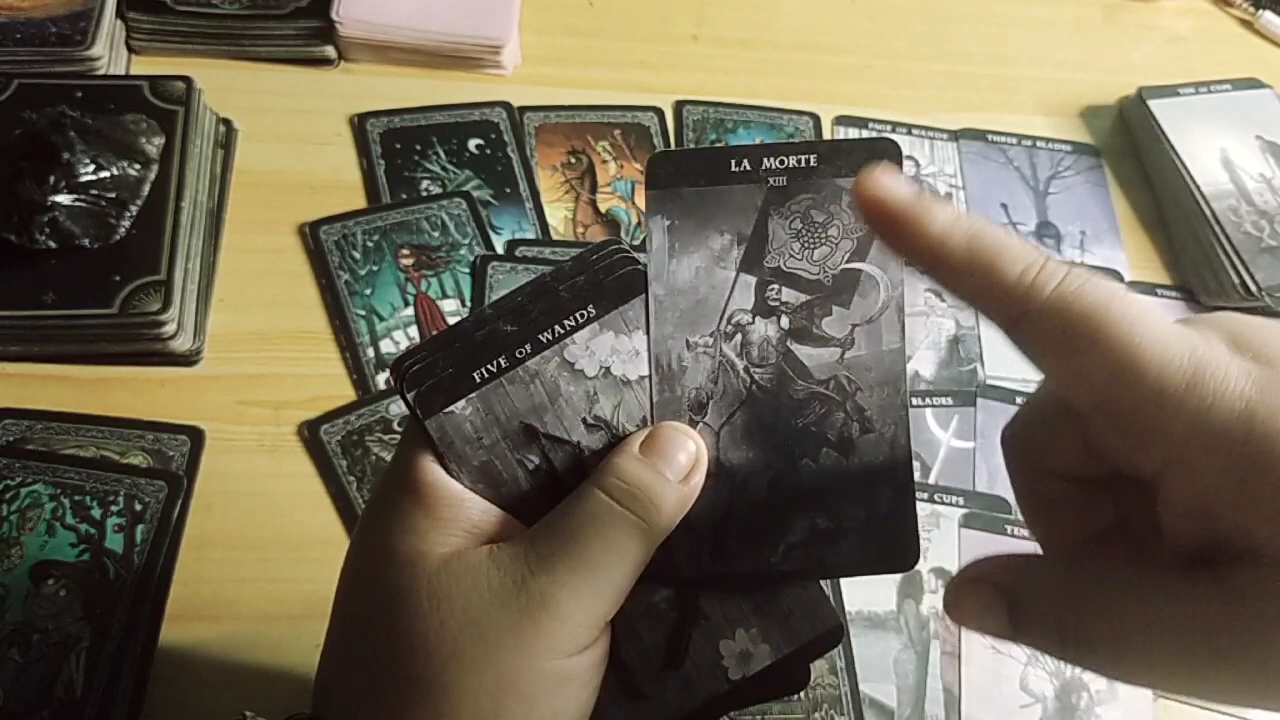 TEN OF CUPS
PAGE OF WANDS
THREE OF BLADES
LA MORTE
XIII
FIVE OF WANDS
X
BLADES
OF CUPS